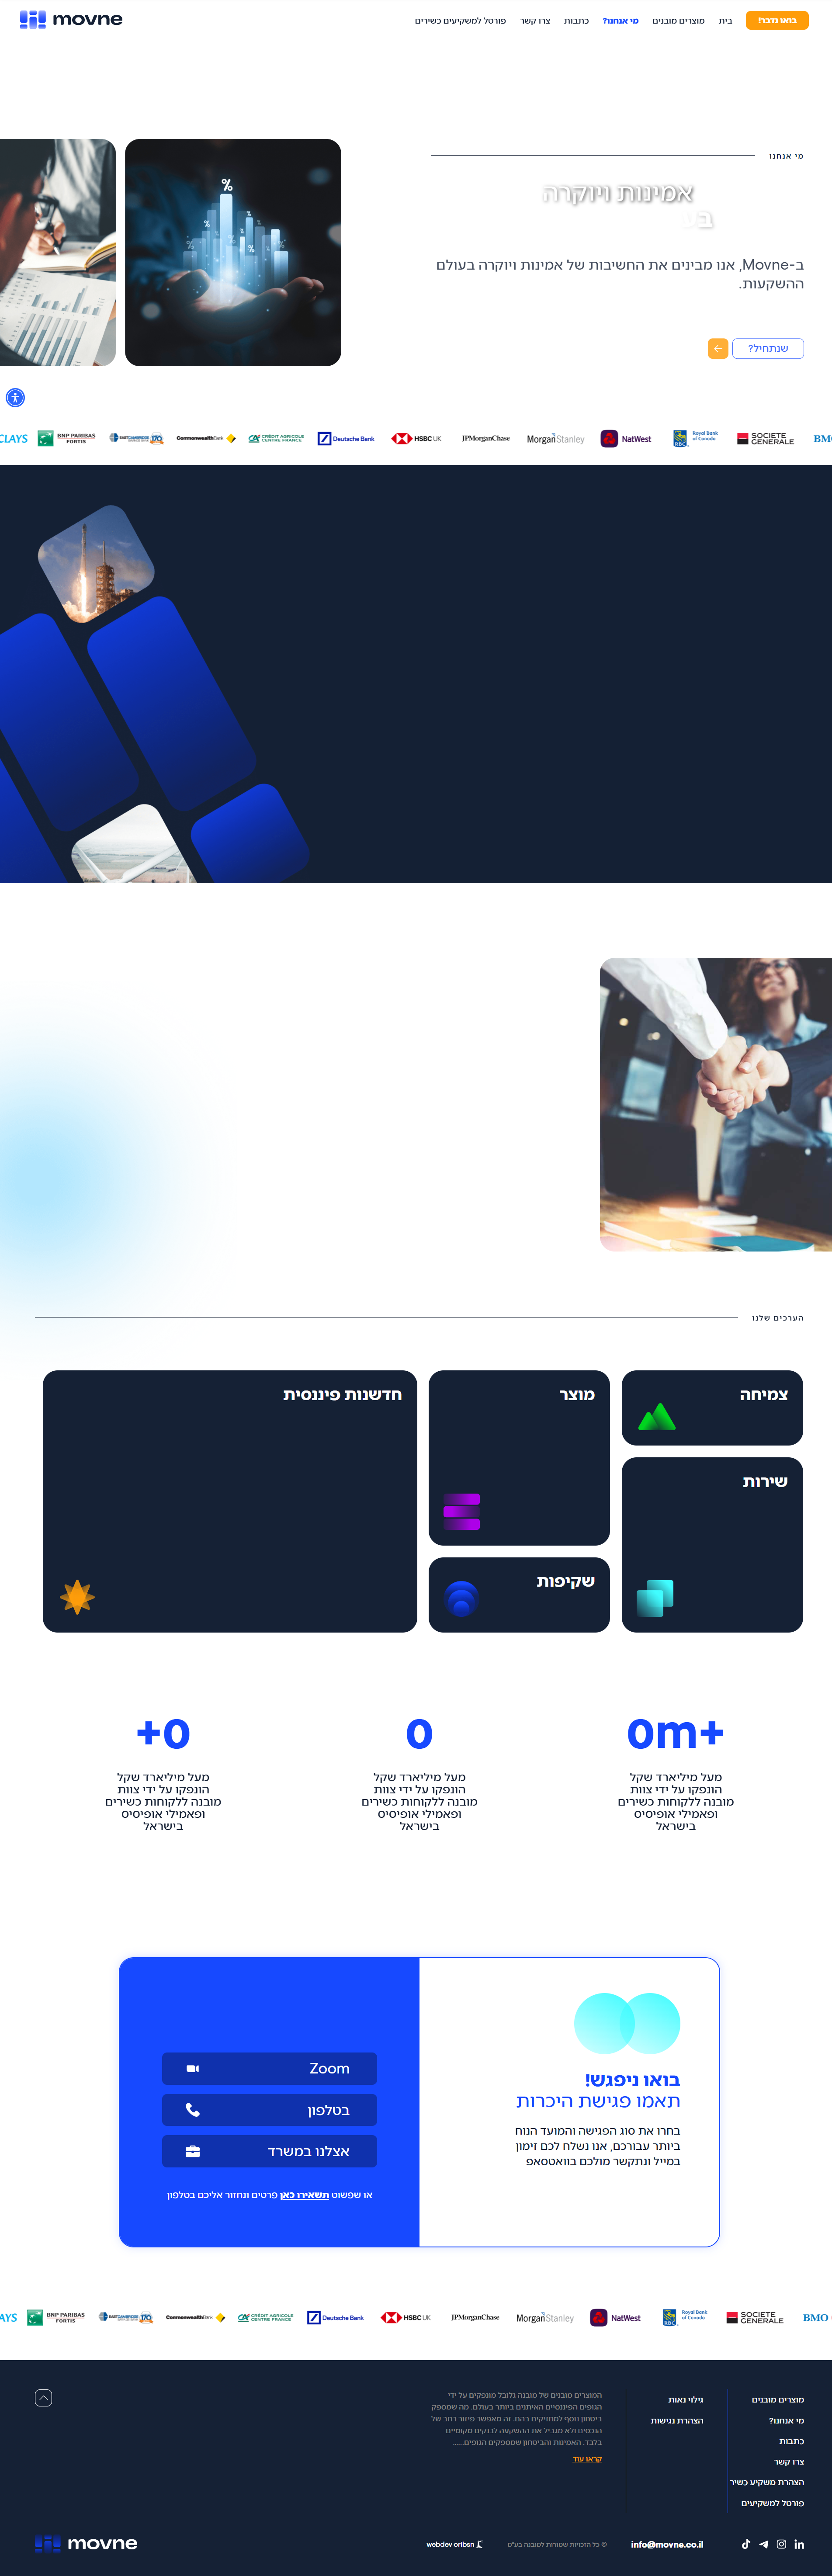 בואו נדבר!
בית
מוצרים מובנים
מי אנחנו?
כתבות
צרו קשר
פורטל למשקיעים כשירים
movne
מי אנחנו
אמינות ויוקרה
ב-Movne, אנו מבינים את החשיבות של אמינות ויוקרה בעולם
ההשקעות.
שנתחיל?
%
CLAYS
BNP PARIBAS
FORTIS
CommonwealthBank
CRÉDIT AGRICOLE
CENTRE FRANCE
Deutsche Bank
HSBC UK
JPMorganChase
Morgan Stanley
NatWest
RBC
Royal Bank
of Canada
SOCIETE
GENERALE
BMO
הערכים שלנו
צמיחה
מוצר
חדשנות פיננסית
שירות
שקיפות
0m+
מעל מיליארד שקל
הונפקו על ידי צוות
מובנה ללקוחות כשירים
ופאמילי אופיסיס
בישראל
0
מעל מיליארד שקל
הונפקו על ידי צוות
מובנה ללקוחות כשירים
ופאמילי אופיסיס
בישראל
+0
מעל מיליארד שקל
הונפקו על ידי צוות
מובנה ללקוחות כשירים
ופאמילי אופיסיס
בישראל
בואו ניפגש!
תאמו פגישת היכרות
בחרו את סוג הפגישה והמועד הנוח
ביותר עבורכם, אנו נשלח לכם זימון
במייל ונתקשר מולכם בוואטסאפ
Zoom
בטלפון
אצלנו במשרד
או שפשוט תשאירו כאן פרטים ונחזור אליכם בטלפון
AYS
BNP PARIBAS
FORTIS
CommonwealthBank
CRÉDIT AGRICOLE
CENTRE FRANCE
Deutsche Bank
HSBC UK
JPMorganChase
Morgan Stanley
NatWest
RBC
Royal Bank
of Canada
SOCIETE
GENERALE
BMO
מוצרים מובנים
מי אנחנו?
כתבות
צרו קשר
הצהרת משקיע כשיר
פורטל למשקיעים
גילוי נאות
הצהרת נגישות
המוצרים מובנים של מובנה גלובל מונפקים על ידי
הגופים הפיננסיים האיתנים ביותר בעולם. מה שמספק
ביטחון נוסף למחזיקים בהם. זה מאפשר פיזור רחב של
הנכסים ולא מגביל את ההשקעה לבנקים מקומיים
בלבד. האמינות והביטחון שמספקים הגופים......
קראו עוד
info@movne.co.il
© כל הזכויות שמורות למובנה בע"מ
webdev oribsn
movne